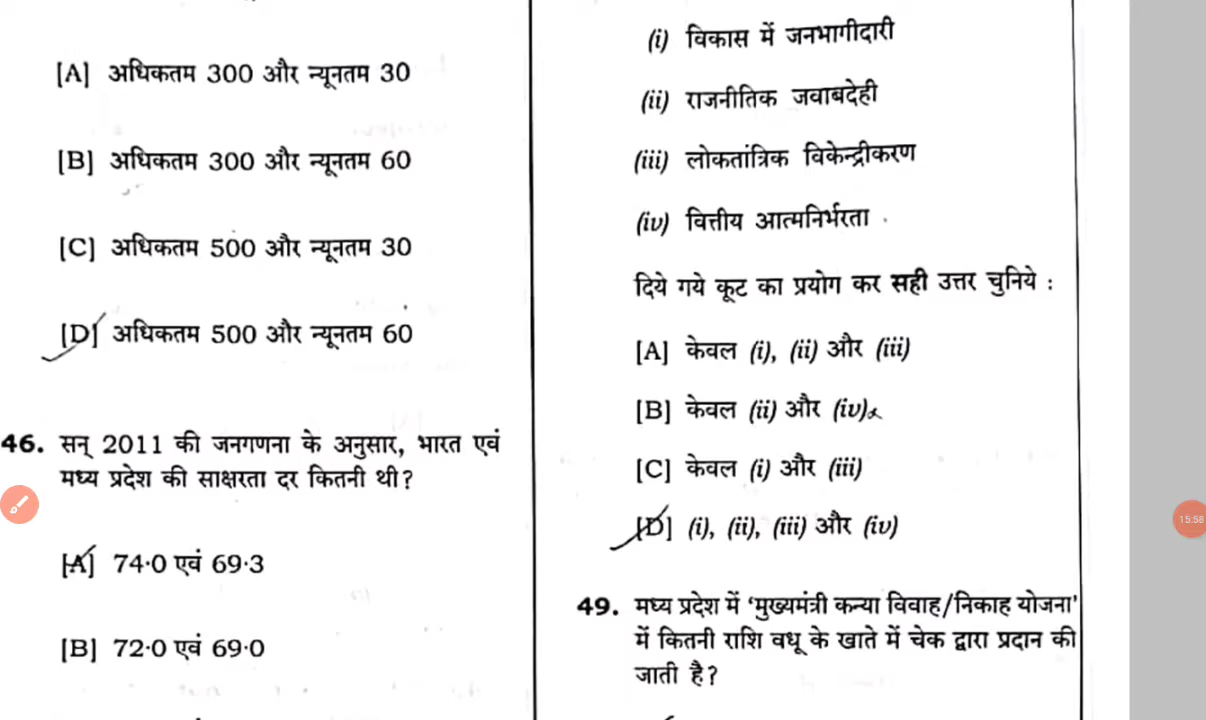 [A] अधिकतम 300 और न्यूनतम 30
[B] अधिकतम 300 और न्यूनतम 60
[C] अधिकतम 500 और न्यूनतम 30
[D] अधिकतम 500 और न्यूनतम 60
46. सन् 2011 की जनगणना के अनुसार, भारत एवं
मध्य प्रदेश की साक्षरता दर कितनी थी?
[A] 74·0 एवं 69·3
[B] 72·0 एवं 69·0
(i) विकास में जनभागीदारी
(ii) राजनीतिक जवाबदेही
(iii) लोकतांत्रिक विकेन्द्रीकरण
(iv) वित्तीय आत्मनिर्भरता
दिये गये कूट का प्रयोग कर सही उत्तर चुनिये :
[A] केवल (i), (ii) और (iii)
[B] केवल (ii) और (iv)
[C] केवल (i) और (iii)
[D] (i), (ii), (iii) और (iv)
49. मध्य प्रदेश में ‘मुख्यमंत्री कन्या विवाह/निकाह योजना’
में कितनी राशि वधू के खाते में चेक द्वारा प्रदान की
जाती है?
15:58